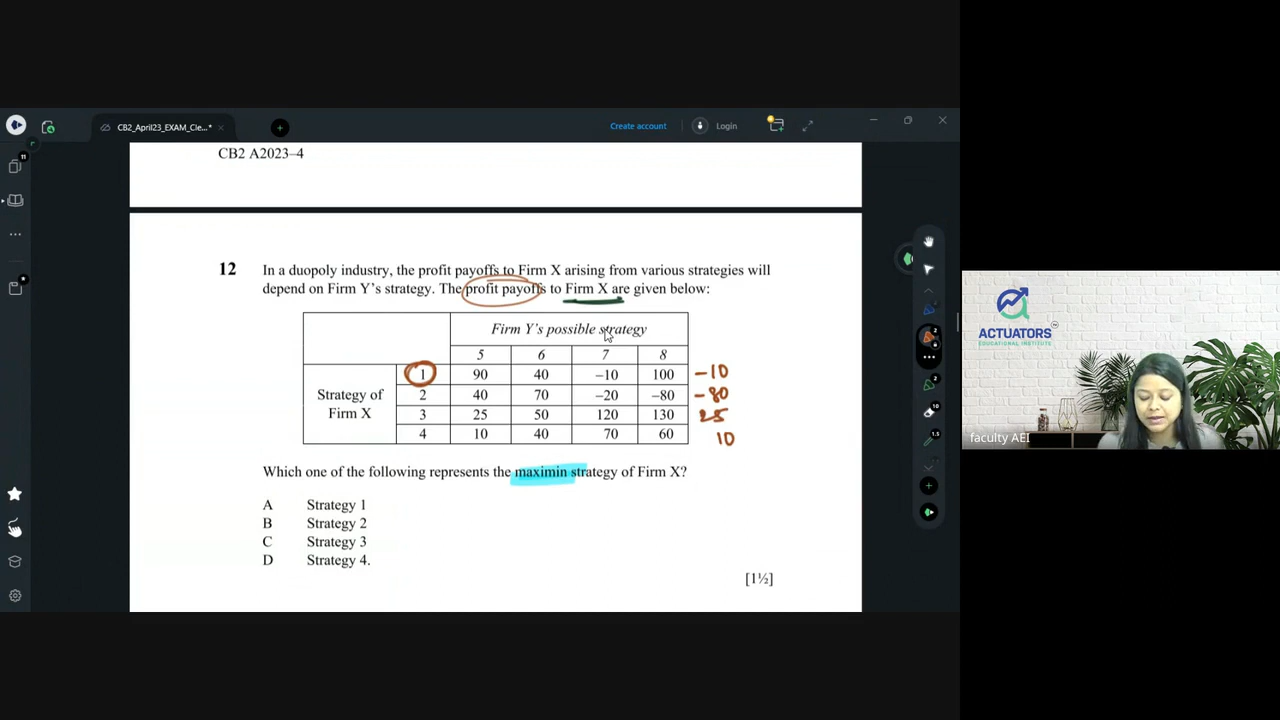 CB2_April23_EXAM_Cle...*
Create account
Login
CB2 A2023–4
12 In a duopoly industry, the profit payoffs to Firm X arising from various strategies will
depend on Firm Y's strategy. The profit payoffs to Firm X are given below:
Firm Y's possible strategy
5 6 7 8
Strategy of Firm X
1 90 40 –10 100 –10
2 40 70 –20 –80 –80
3 25 50 120 130 25
4 10 40 70 60 10
Which one of the following represents the maximin strategy of Firm X?
A Strategy 1
B Strategy 2
C Strategy 3
D Strategy 4.
[1½]
ACTUATORS
EDUCATIONAL INSTITUTE
faculty AEI